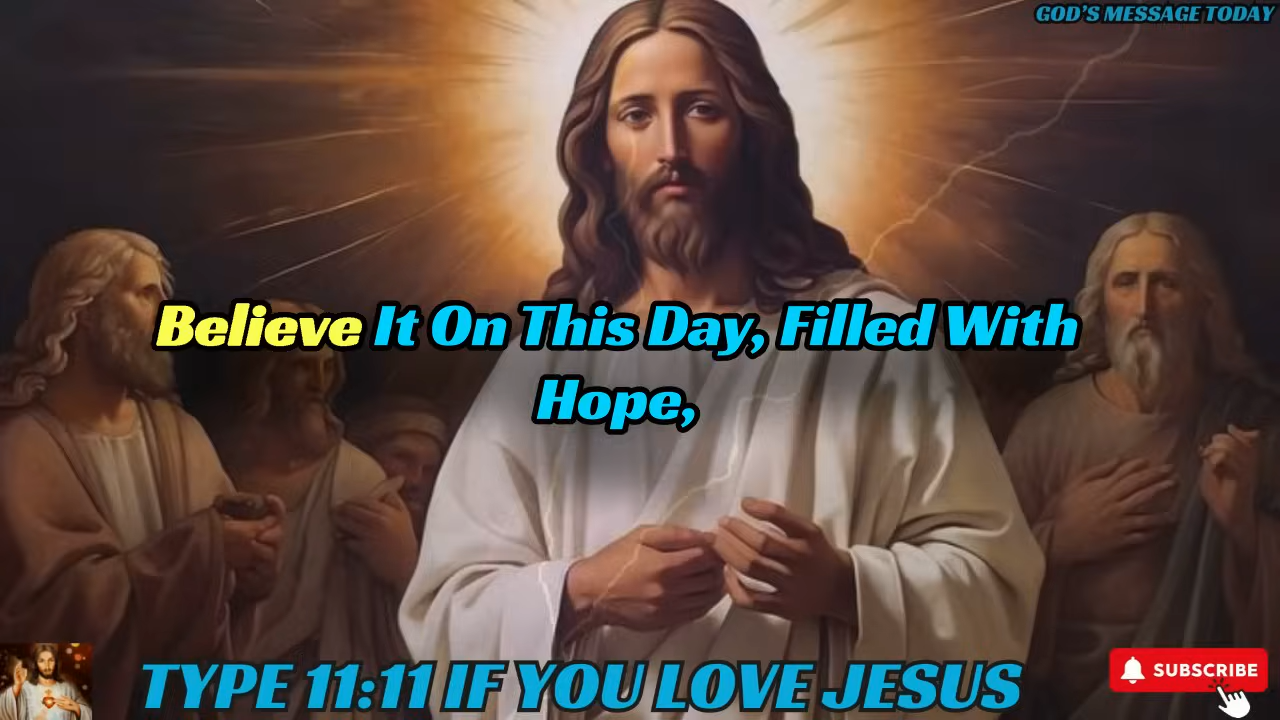 GOD'S MESSAGE TODAY
Believe It On This Day, Filled With
Hope,
TYPE 11:11 IF YOU LOVE JESUS
SUBSCRIBE